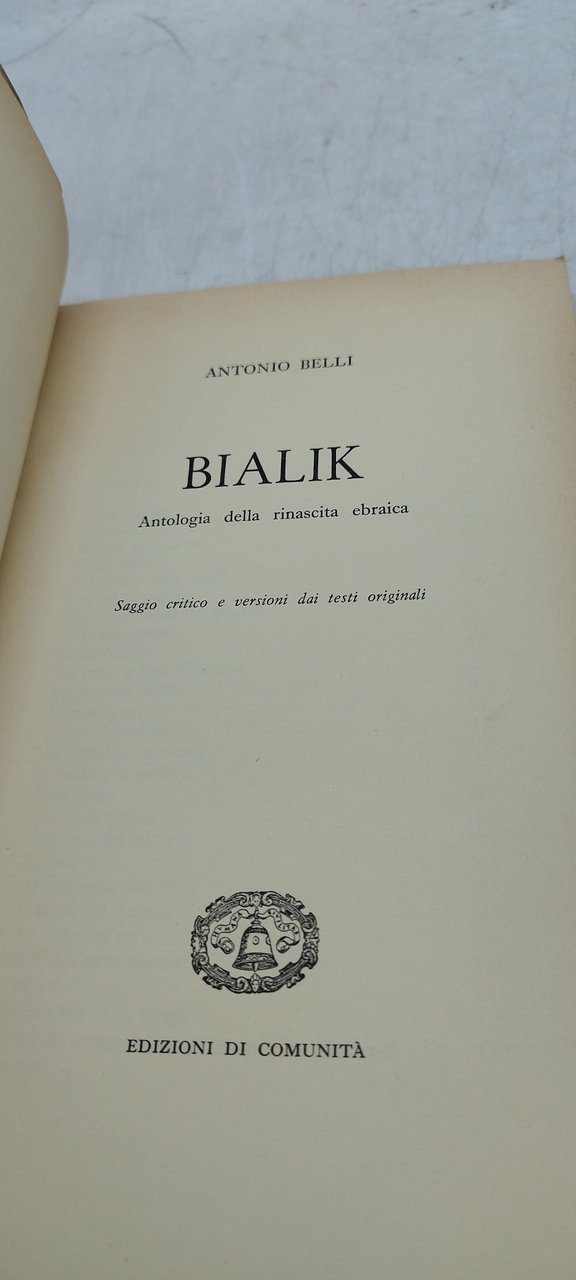 ANTONIO BELLI
BIALIK
Antologia della rinascita ebraica
Saggio critico e versioni dai testi originali
EDIZIONI DI COMUNITÀ